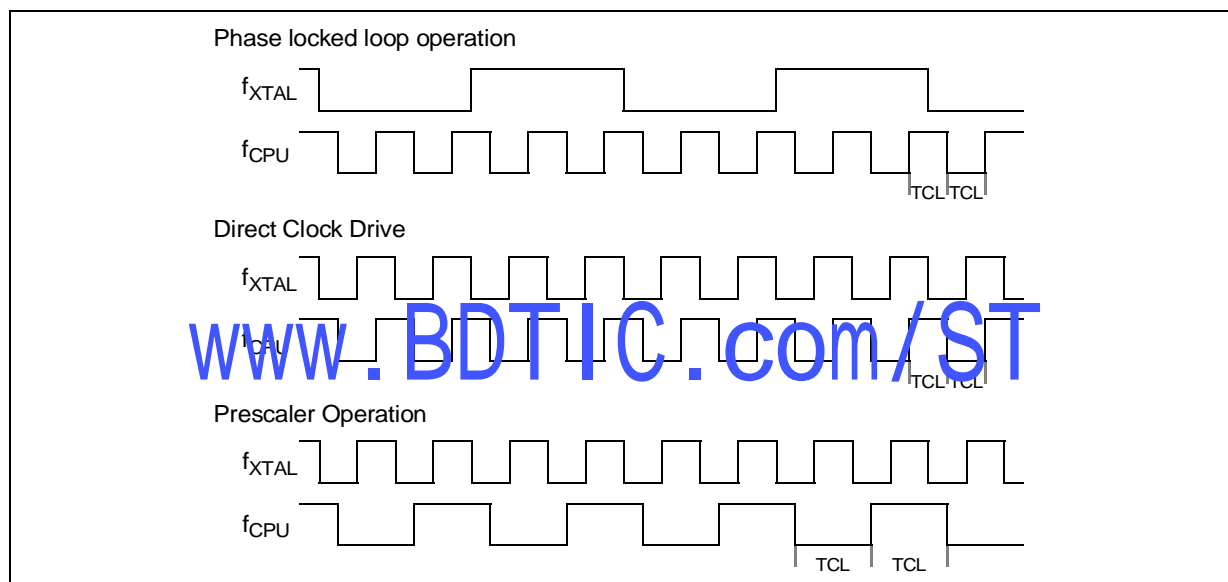 Phase locked loop operation
fXTAL
fCPU
TCL TCL
Direct Clock Drive
fXTAL
fCPU
www.BDTIC.com/ST
TCL TCL
Prescaler Operation
fXTAL
fCPU
TCL TCL